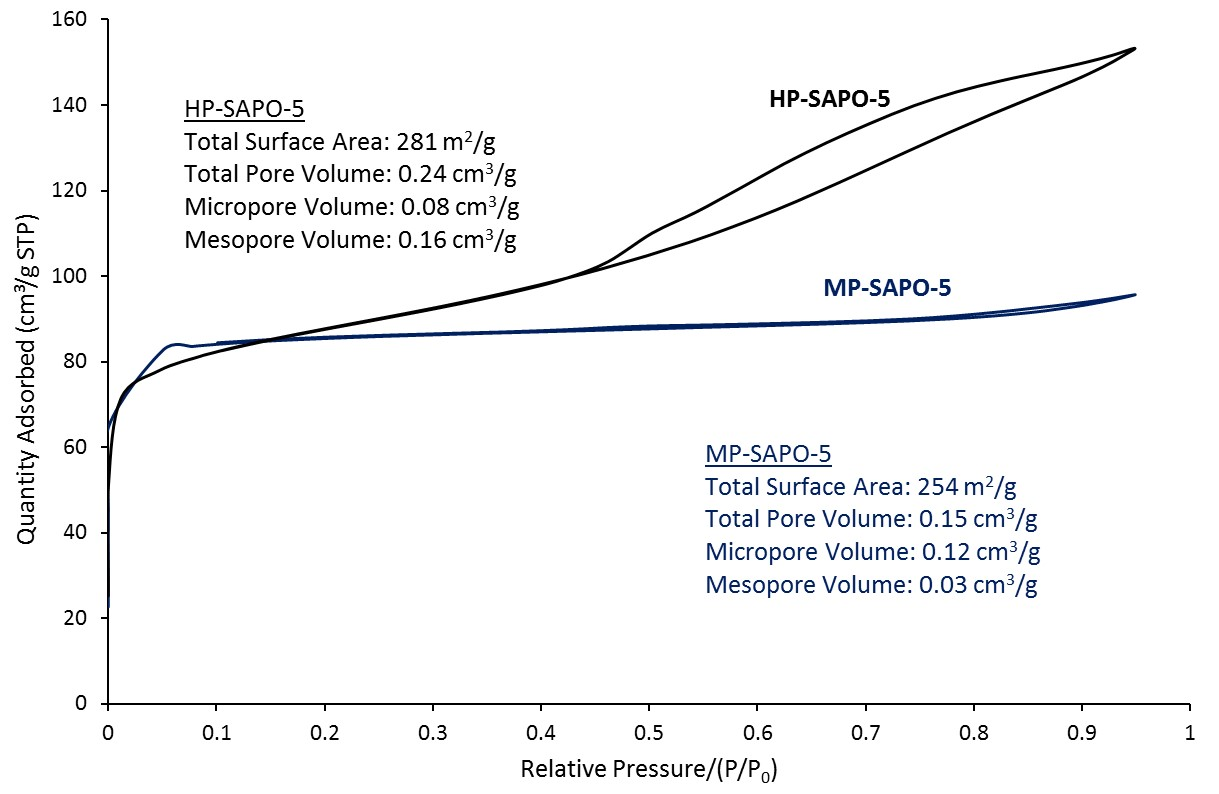 160
140
120
100
80
60
40
20
0
Quantity Adsorbed (cm³/g STP)
HP-SAPO-5
Total Surface Area: 281 m²/g
Total Pore Volume: 0.24 cm³/g
Micropore Volume: 0.08 cm³/g
Mesopore Volume: 0.16 cm³/g
HP-SAPO-5
MP-SAPO-5
MP-SAPO-5
Total Surface Area: 254 m²/g
Total Pore Volume: 0.15 cm³/g
Micropore Volume: 0.12 cm³/g
Mesopore Volume: 0.03 cm³/g
0 0.1 0.2 0.3 0.4 0.5 0.6 0.7 0.8 0.9 1
Relative Pressure/(P/P₀)